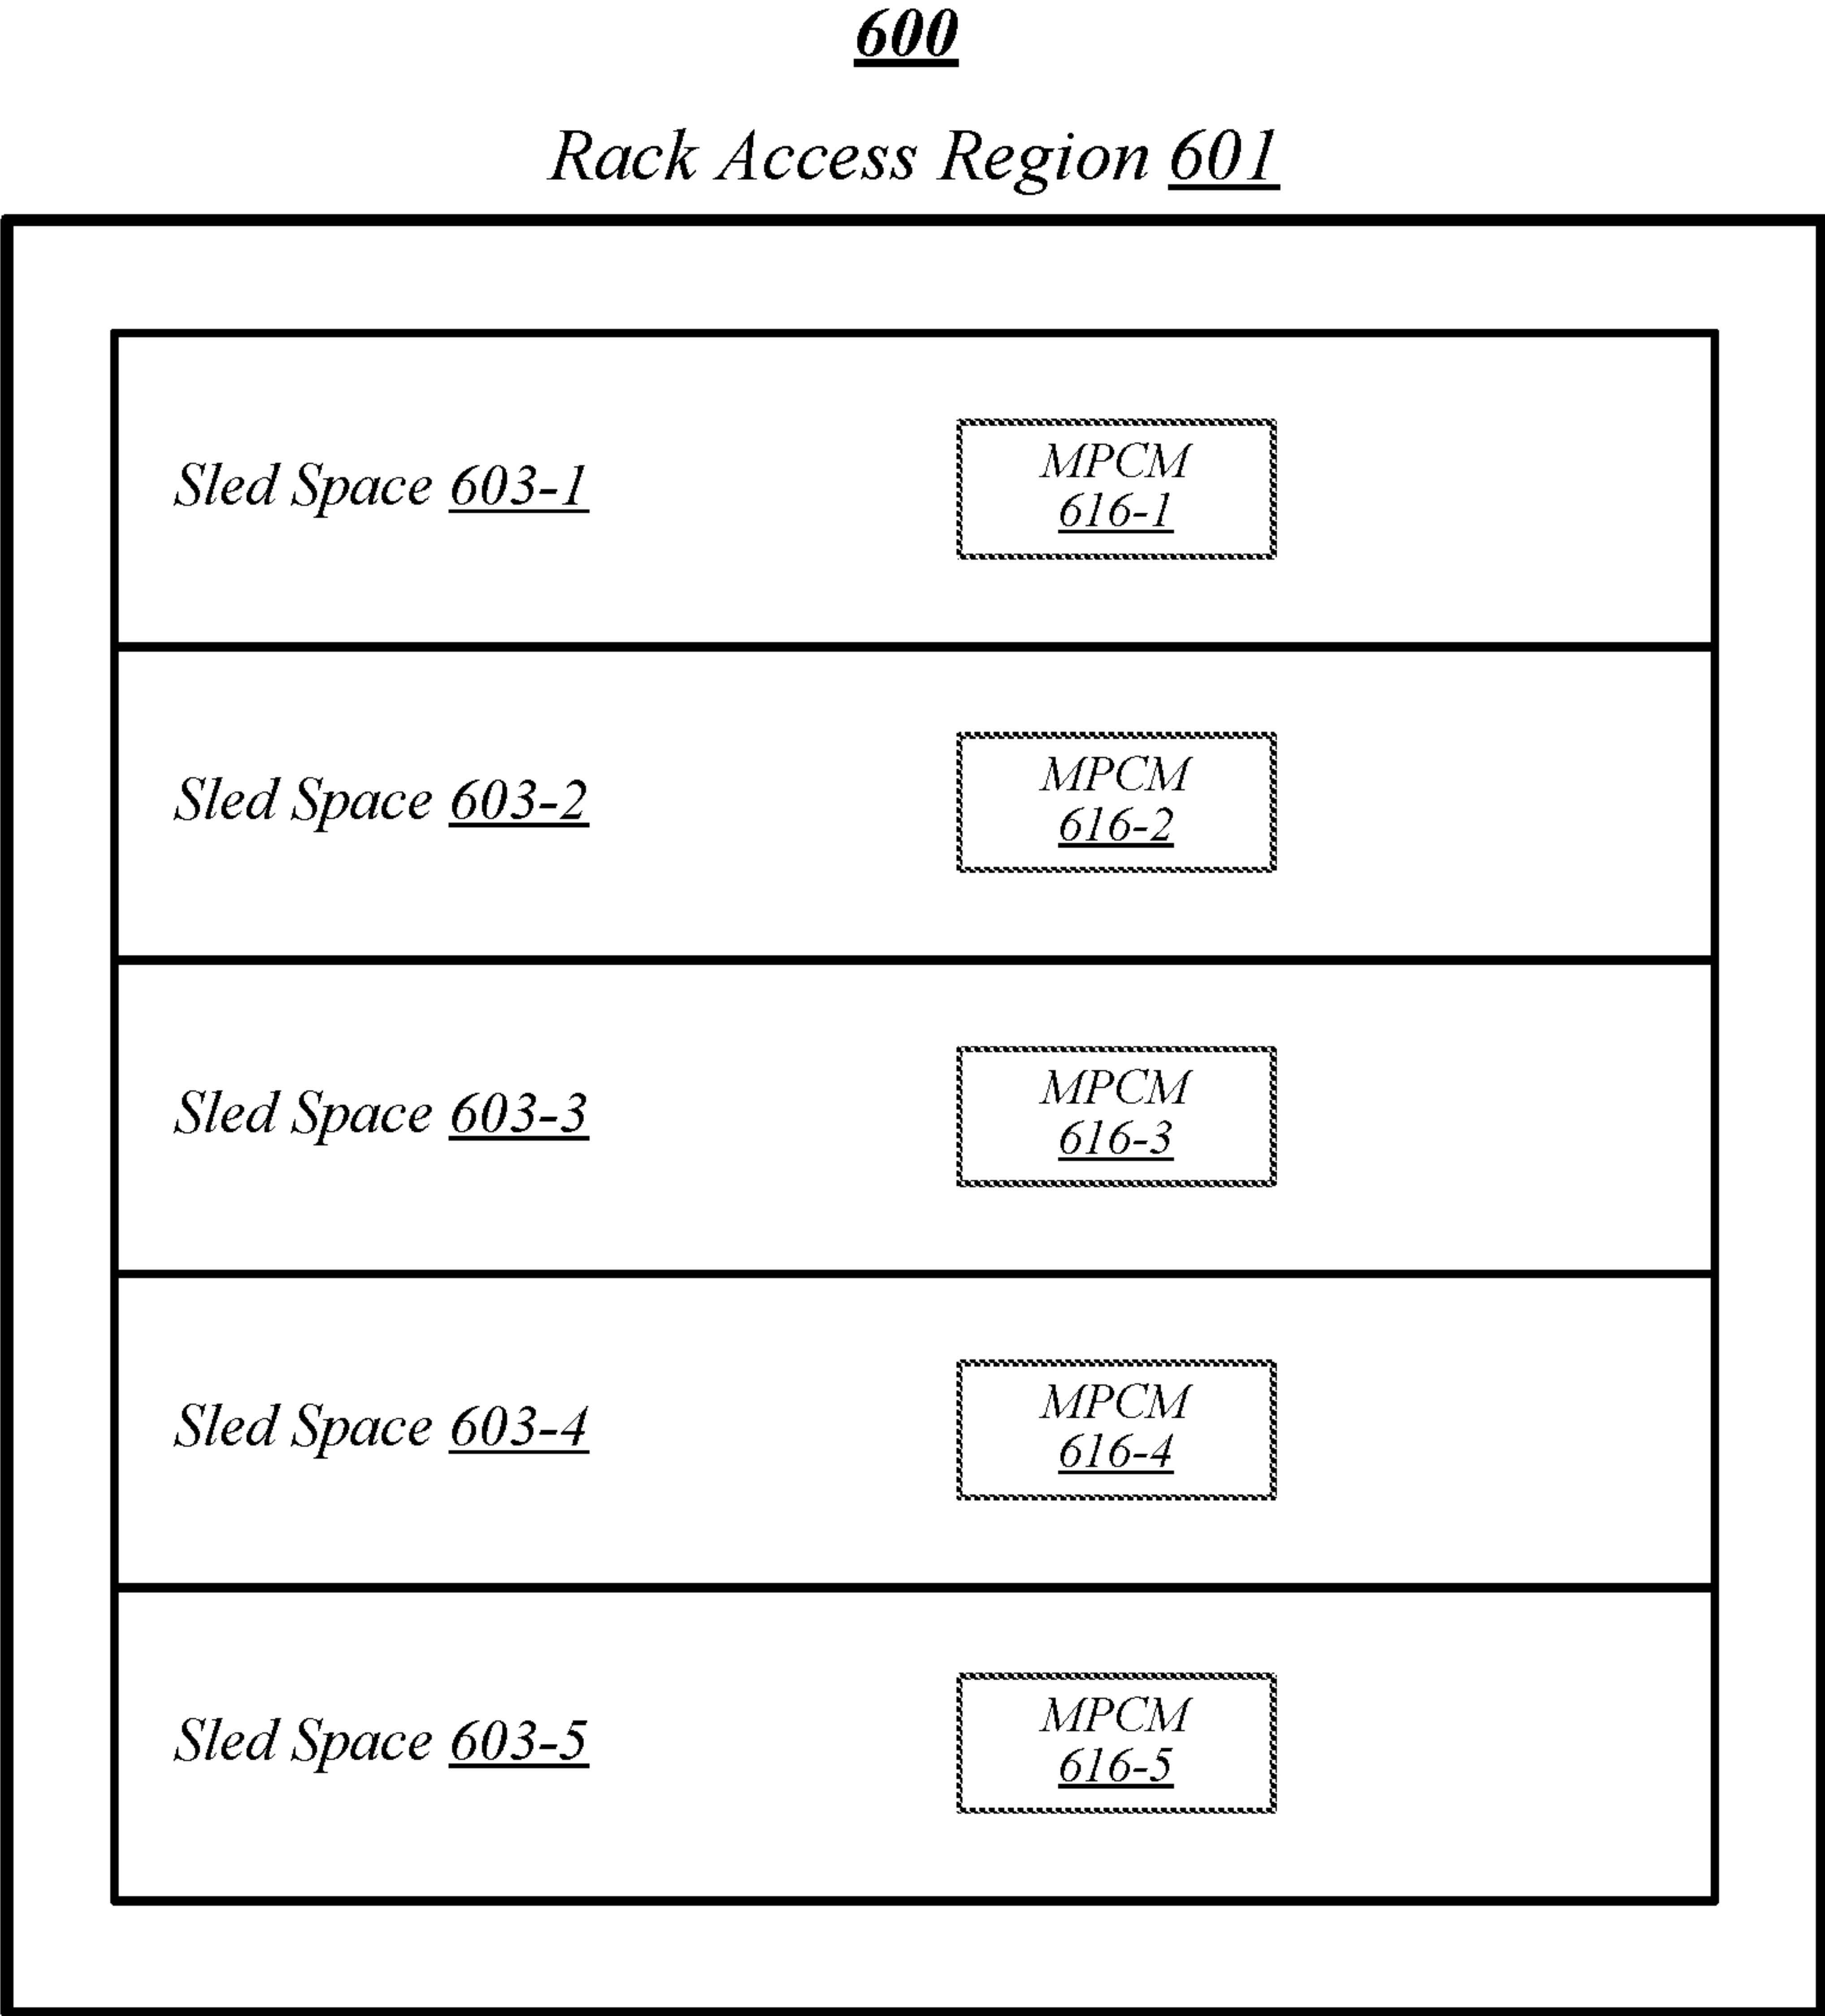 600
Rack Access Region 601
Sled Space 603-1
MPCM
616-1
Sled Space 603-2
MPCM
616-2
Sled Space 603-3
MPCM
616-3
Sled Space 603-4
MPCM
616-4
Sled Space 603-5
MPCM
616-5